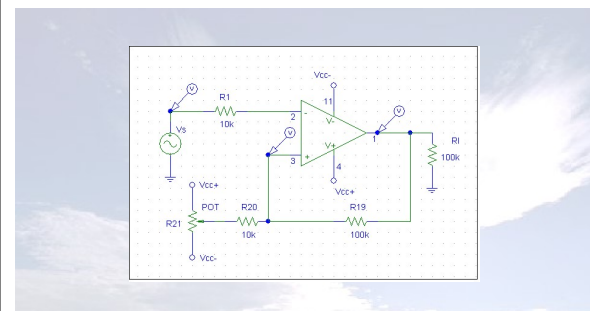 Vcc-
V
R1
11
V
2
-
V-
Vs
10k
V
1
Rl
3
+
V+
100k
4
Vcc+
Vcc+
POT
R20
R19
R21
10k
100k
Vcc-